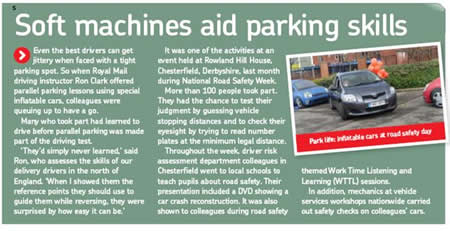 5
Soft machines aid parking skills
Even the best drivers can get
jittery when faced with a tight
parking spot. So when Royal Mail
driving instructor Ron Clark offered
parallel parking lessons using special
inflatable cars, colleagues were
queuing up to have a go.
Many who took part had learned to
drive before parallel parking was made
part of the driving test.
'They'd simply never learned,' said
Ron, who assesses the skills of our
delivery drivers in the north of
England. 'When I showed them the
reference points they should use to
guide them while reversing, they were
surprised by how easy it can be.'
It was one of the activities at an
event held at Rowland Hill House,
Chesterfield, Derbyshire, last month
during National Road Safety Week.
More than 100 people took part.
They had the chance to test their
judgment by guessing vehicle
stopping distances and to check their
eyesight by trying to read number
plates at the minimum legal distance.
Throughout the week, driver risk
assessment department colleagues in
Chesterfield went to local schools to
teach pupils about road safety. Their
presentation included a DVD showing a
car crash reconstruction. It was also
shown to colleagues during road safety
Park life: inflatable cars at road safety day
themed Work Time Listening and
Learning (WTLL) sessions.
In addition, mechanics at vehicle
services workshops nationwide carried
out safety checks on colleagues' cars.